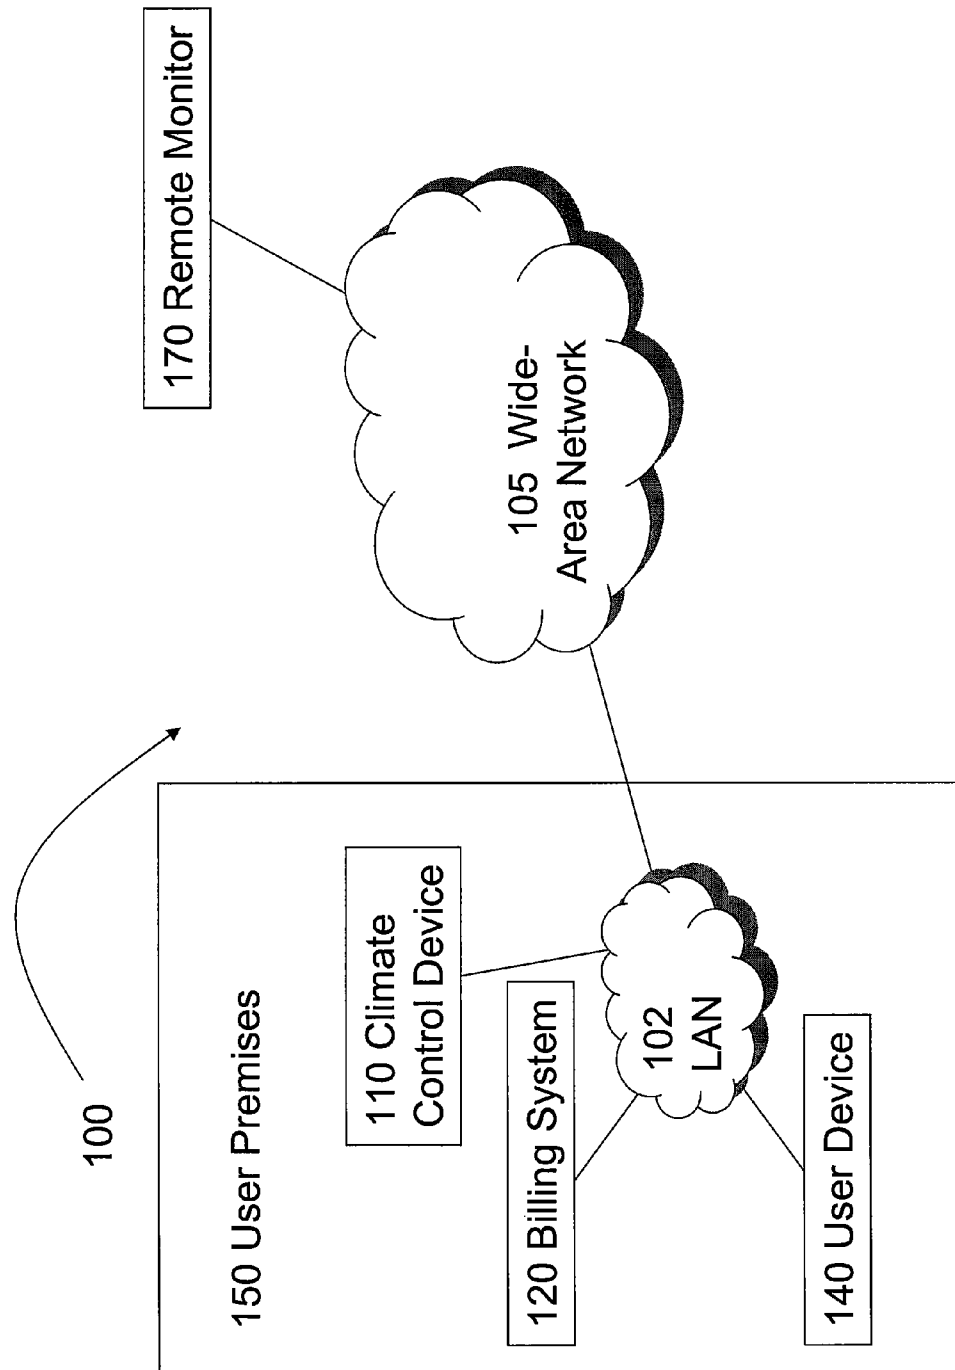 100
150 User Premises
110 Climate
Control Device
120 Billing System
102
LAN
140 User Device
105 Wide-
Area Network
170 Remote Monitor